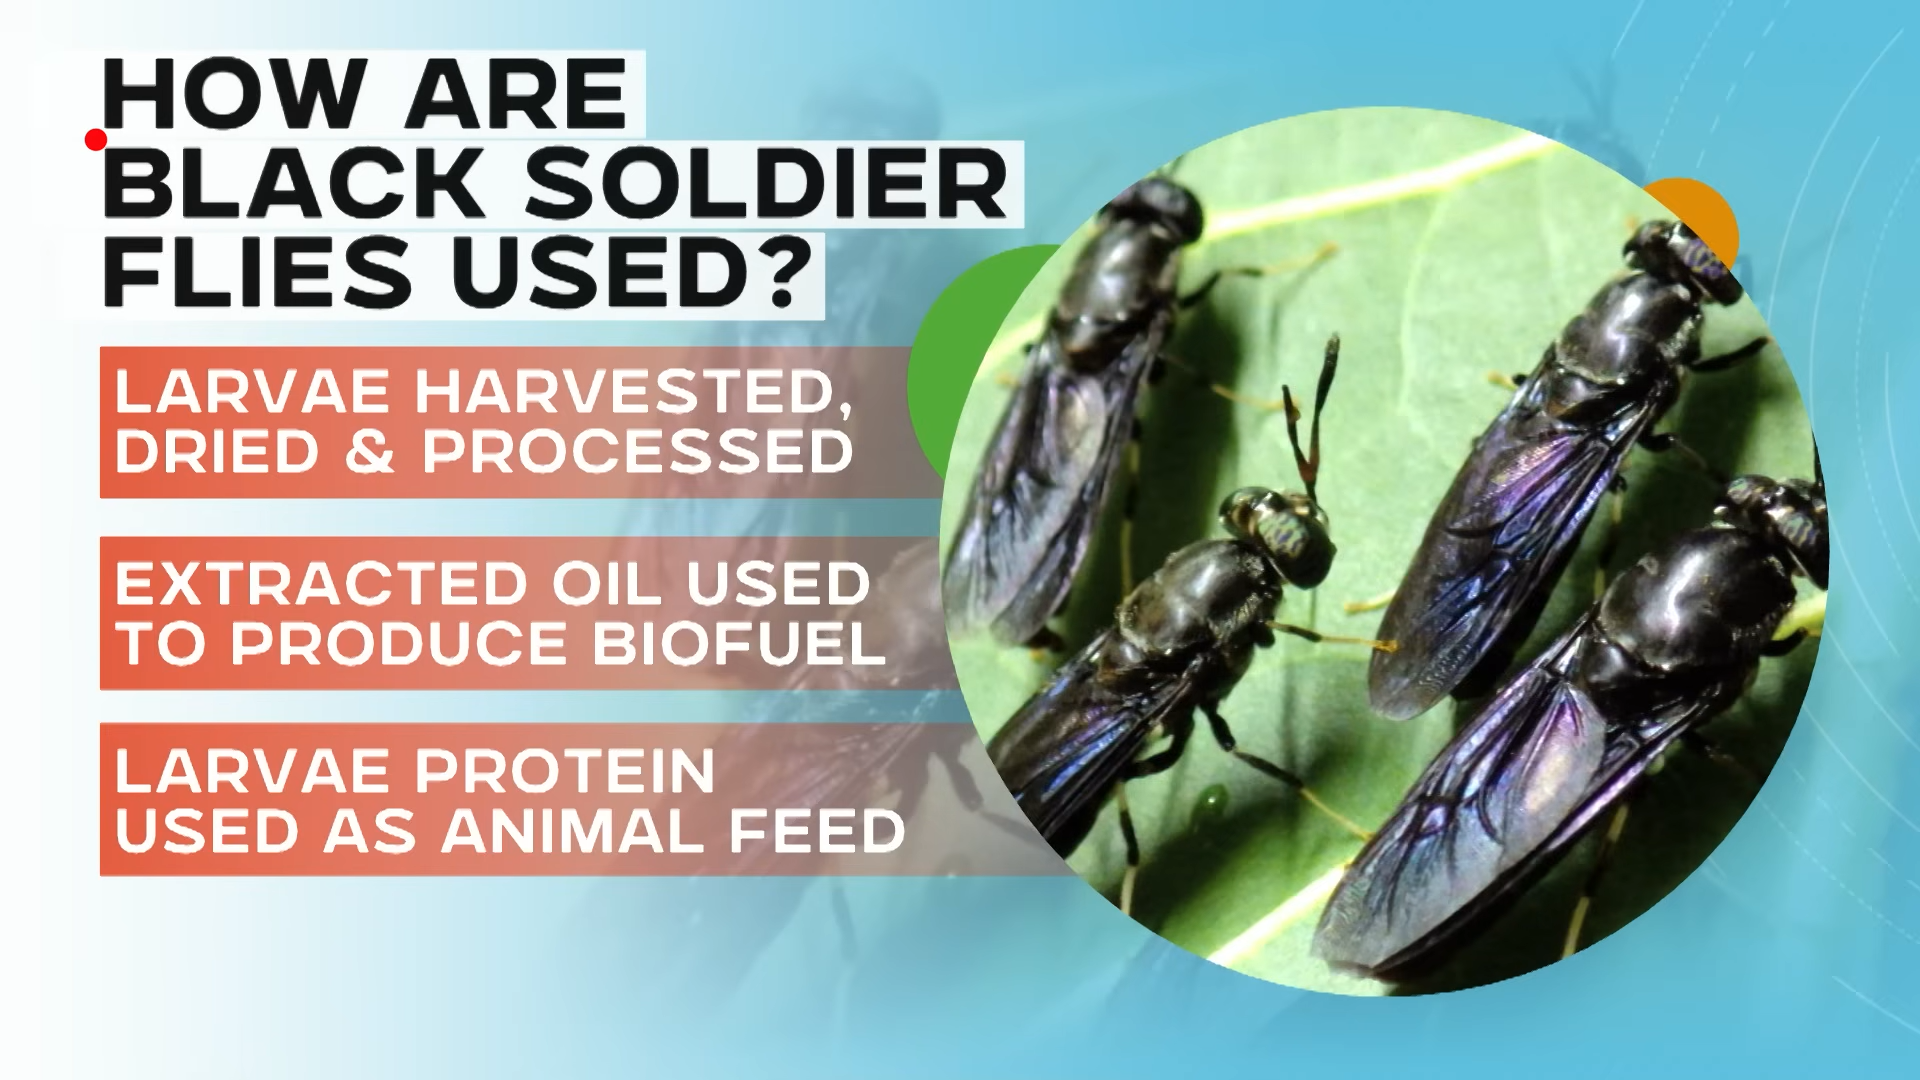 HOW ARE
BLACK SOLDIER
FLIES USED?
LARVAE HARVESTED,
DRIED & PROCESSED
EXTRACTED OIL USED
TO PRODUCE BIOFUEL
LARVAE PROTEIN
USED AS ANIMAL FEED